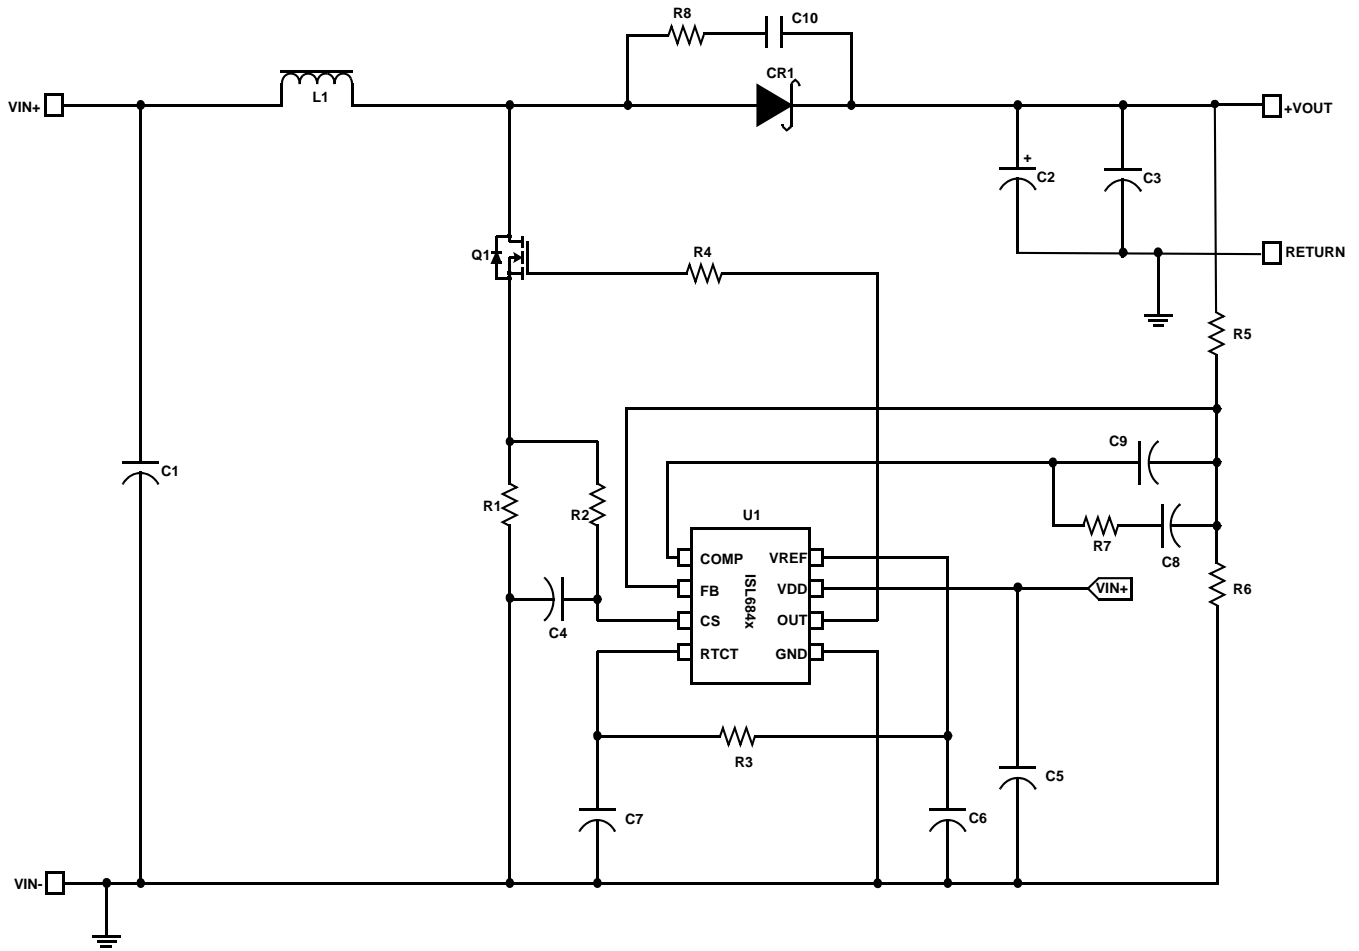 R8
C10
CR1
L1
VIN+
+VOUT
+
C2
C3
Q1
R4
RETURN
R5
C9
C1
R1
R2
U1
R7
C8
COMP
VREF
FB
VDD
VIN+
R6
ISL684x
CS
OUT
C4
RTCT
GND
R3
C5
C7
C6
VIN-